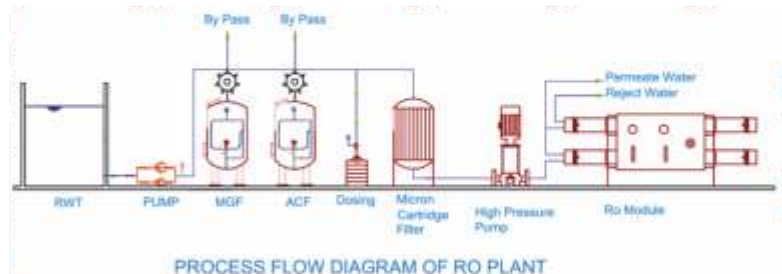 By Pass By Pass
Permeate Water
Reject Water
RWT PUMP MGF ACF Dosing Micron Cartridge Filter High Pressure Pump Ro Module
PROCESS FLOW DIAGRAM OF RO PLANT